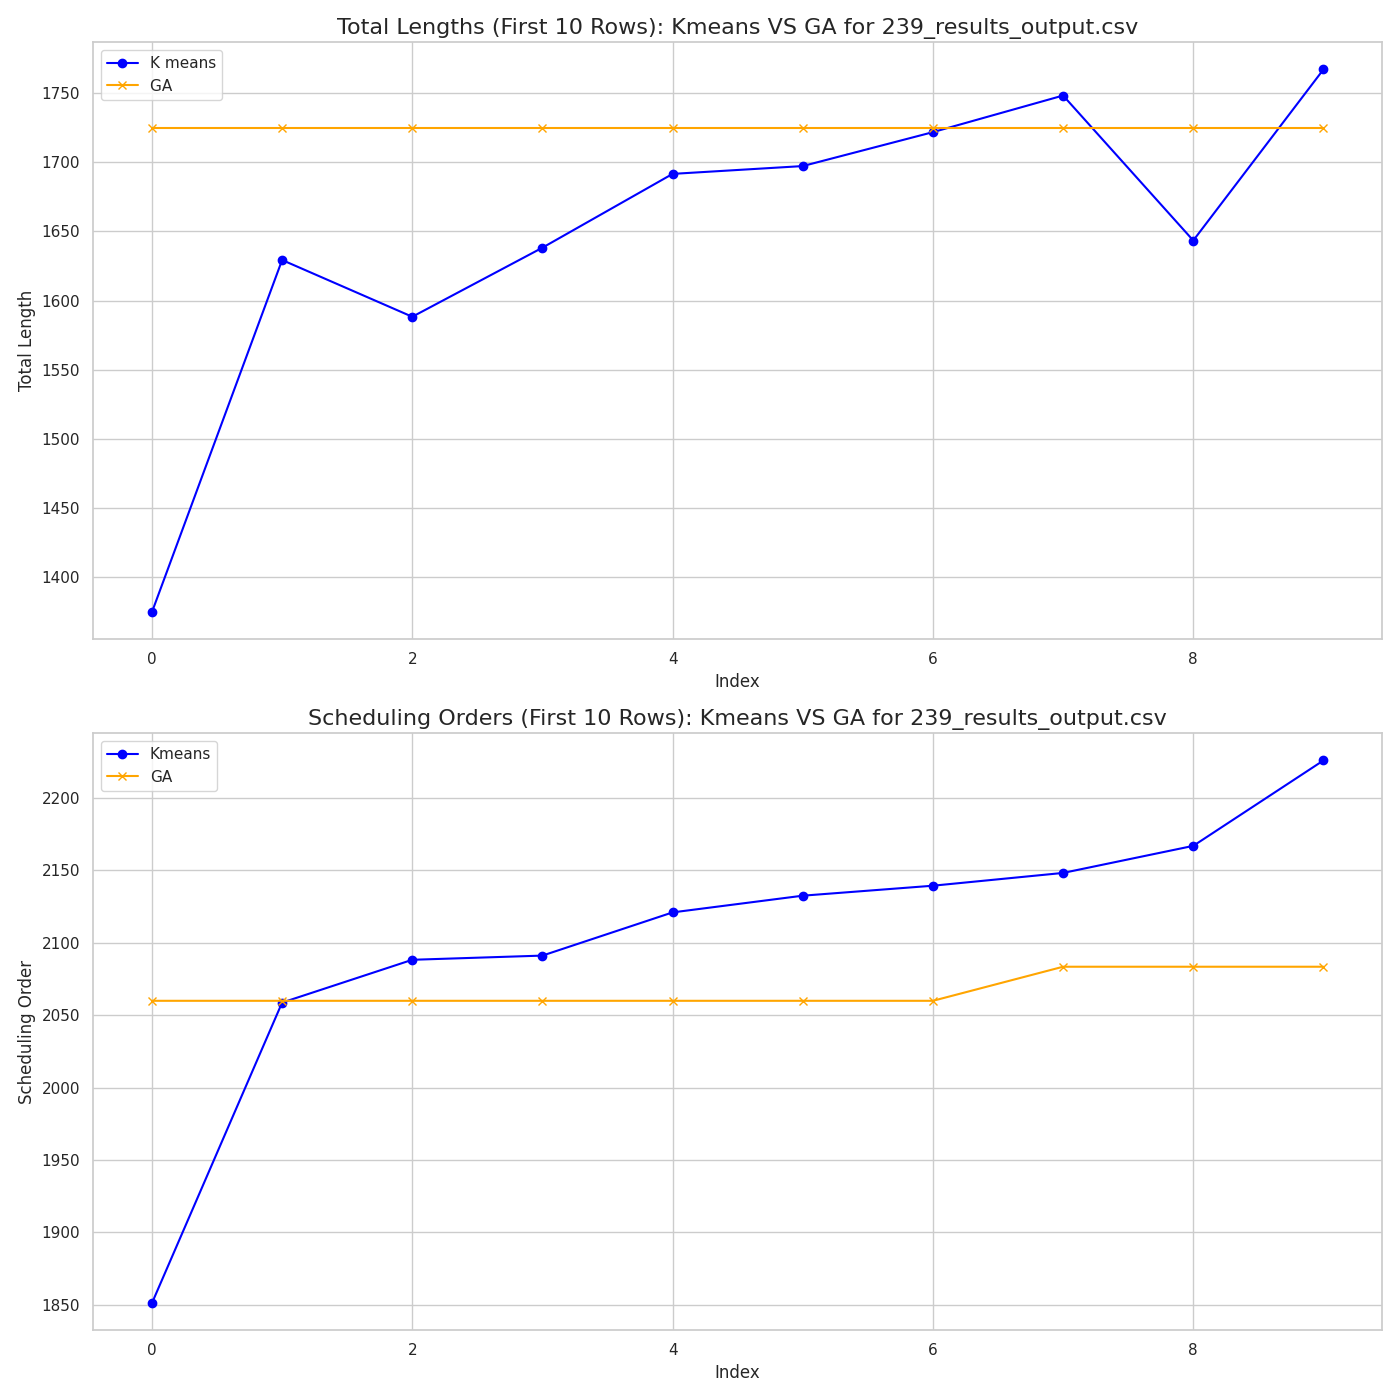 Total Lengths (First 10 Rows): Kmeans VS GA for 239_results_output.csv
K means
GA
Total Length
1750
1700
1650
1600
1550
1500
1450
1400
0 2 4 6 8
Index
Scheduling Orders (First 10 Rows): Kmeans VS GA for 239_results_output.csv
Kmeans
GA
Scheduling Order
2200
2150
2100
2050
2000
1950
1900
1850
0 2 4 6 8
Index